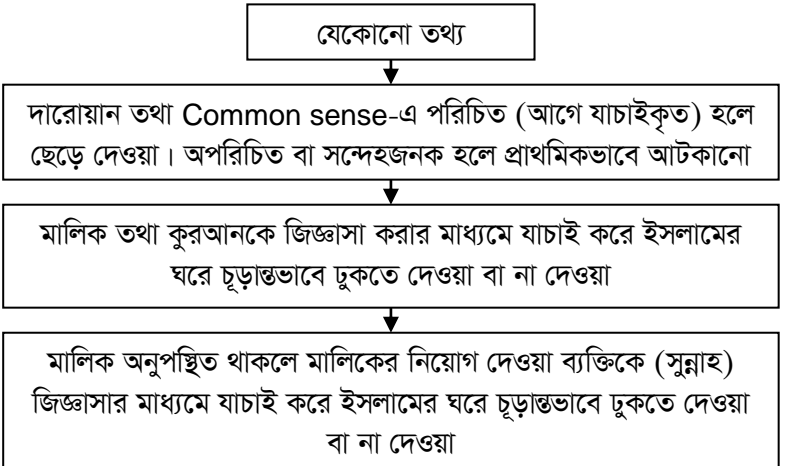 যেকোনো তথ্য
দারোয়ান তথা Common sense-এ পরিচিত (আগে যাচাইকৃত) হলে
ছেড়ে দেওয়া। অপরিচিত বা সন্দেহজনক হলে প্রাথমিকভাবে আটকানো
মালিক তথা কুরআনকে জিজ্ঞাসা করার মাধ্যমে যাচাই করে ইসলামের
ঘরে চূড়ান্তভাবে ঢুকতে দেওয়া বা না দেওয়া
মালিক অনুপস্থিত থাকলে মালিকের নিয়োগ দেওয়া ব্যক্তিকে (সুন্নাহ)
জিজ্ঞাসার মাধ্যমে যাচাই করে ইসলামের ঘরে চূড়ান্তভাবে ঢুকতে দেওয়া
বা না দেওয়া